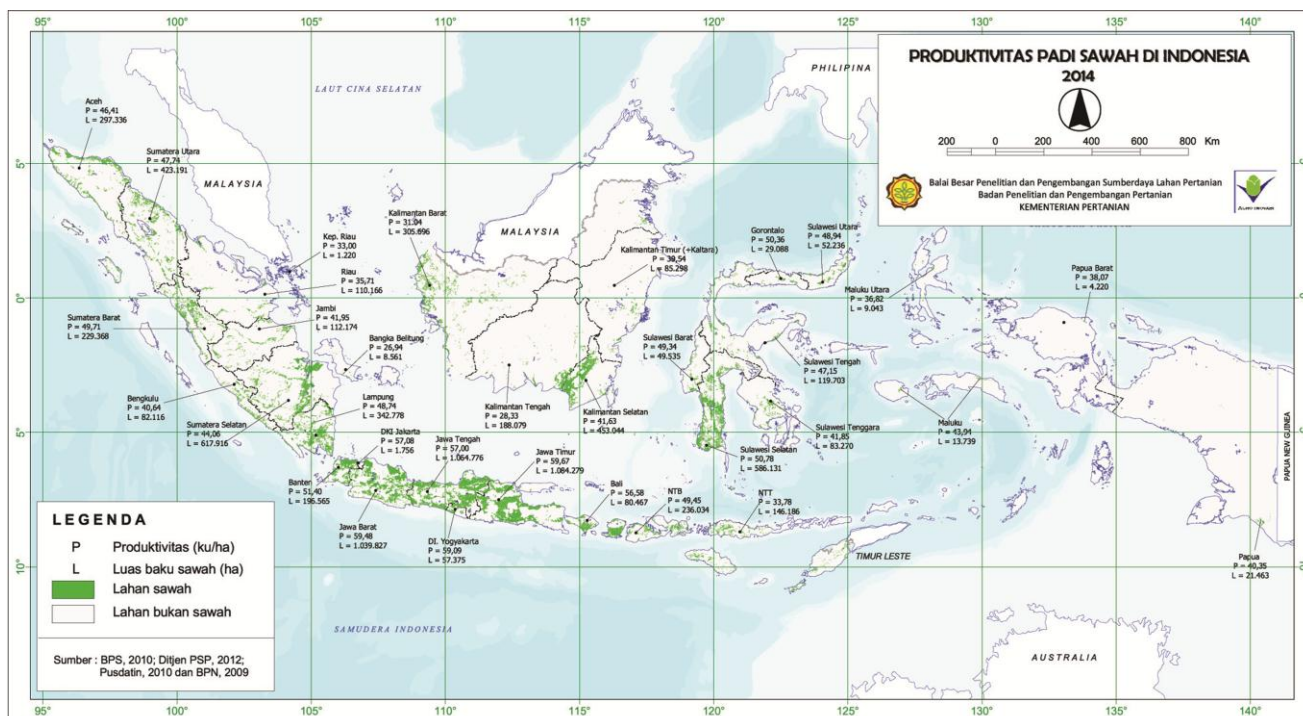 95°
100°
105°
110°
115°
120°
125°
130°
135°
140°
PRODUKTIVITAS PADI SAWAH DI INDONESIA
2014
200 0 200 400 600 800 Km
Balai Besar Penelitian dan Pengembangan Sumberdaya Lahan Pertanian
Badan Penelitian dan Pengembangan Pertanian
KEMENTERIAN PERTANIAN
PHILIPINA
LAUT CINA SELATAN
Aceh
P = 46,41
L = 297.336
Sumatera Utara
P = 47,74
L = 423.191
MALAYSIA
5°
Kep. Riau
P = 33,00
L = 1.220
Riau
P = 35,71
L = 110.166
Kalimantan Barat
P = 31.04
L = 305.896
MALAYSIA
Kalimantan Timur (+Kaltara)
P = 39,54
L = 85.298
Gorontalo
P = 50,36
L = 29.088
Sulawesi Utara
P = 48,94
L = 52.236
Maluku Utara
P = 36,82
L = 9.043
Papua Barat
P = 38,07
L = 4.220
0°
Sumatera Barat
P = 49,71
L = 229.368
Jambi
P = 41,95
L = 112.174
Bangka Belitung
P = 26,94
L = 8.561
Sulawesi Barat
P = 49,34
L = 49.535
Sulawesi Tengah
P = 47,15
L = 119.703
Bengkulu
P = 40,64
L = 82.116
Sumatera Selatan
P = 44,06
L = 617.916
Lampung
P = 48,74
L = 342.778
Kalimantan Tengah
P = 28,33
L = 188.079
Kalimantan Selatan
P = 41,63
L = 453.044
Sulawesi Tenggara
P = 41,85
L = 83.270
Maluku
P = 43,94
L = 13.739
5°
Sulawesi Selatan
P = 50,78
L = 586.131
DKI Jakarta
P = 57,08
L = 1.756
Jawa Tengah
P = 57,00
L = 1.064.776
Jawa Timur
P = 59,67
L = 1.084.279
Banten
P = 51,40
L = 196.565
Jawa Barat
P = 59,48
L = 1.039.827
DI. Yogyakarta
P = 59,09
L = 57.375
Bali
P = 56,58
L = 80.467
NTB
P = 49,45
L = 236.034
NTT
P = 33,78
L = 146.186
TIMUR LESTE
PAPUA NEW GUINEA
Papua
P = 40,35
L = 21.463
10°
LEGENDA
P Produktivitas (ku/ha)
L Luas baku sawah (ha)
Lahan sawah
Lahan bukan sawah
Sumber : BPS, 2010; Ditjen PSP, 2012;
Pusdatin, 2010 dan BPN, 2009
SAMUDERA INDONESIA
AUSTRALIA
95°
100°
105°
110°
115°
120°
125°
130°
135°
140°